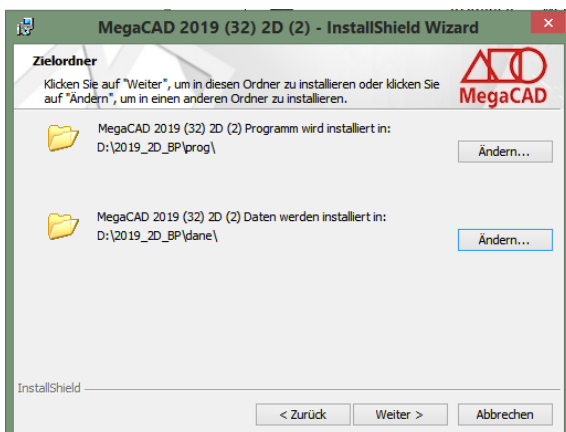 MegaCAD 2019 (32) 2D (2) - InstallShield Wizard
Zielordner
Klicken Sie auf "Weiter", um in diesen Ordner zu installieren oder klicken Sie
auf "Ändern", um in einen anderen Ordner zu installieren.
MegaCAD
MegaCAD 2019 (32) 2D (2) Programm wird installiert in:
D:\2019_2D_BP\prog\
Ändern...
MegaCAD 2019 (32) 2D (2) Daten werden installiert in:
D:\2019_2D_BP\dane\
Ändern...
InstallShield
< Zurück
Weiter >
Abbrechen